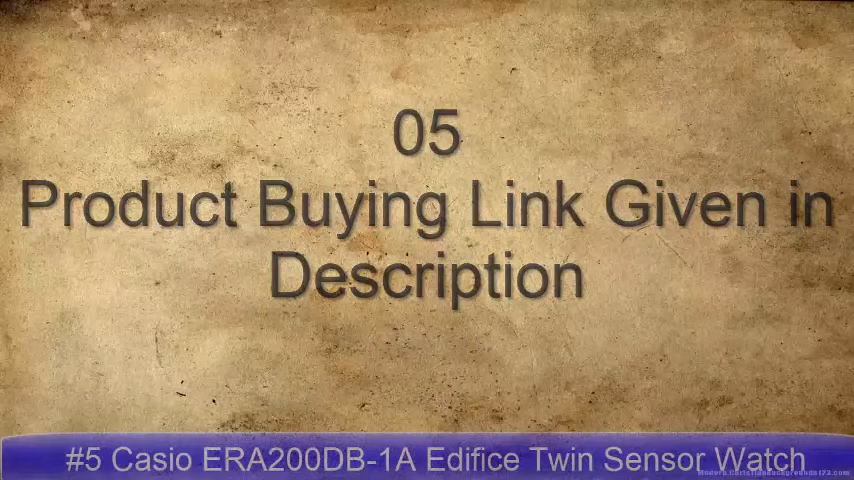 05
Product Buying Link Given in
Description
#5 Casio ERA200DB-1A Edifice Twin Sensor Watch